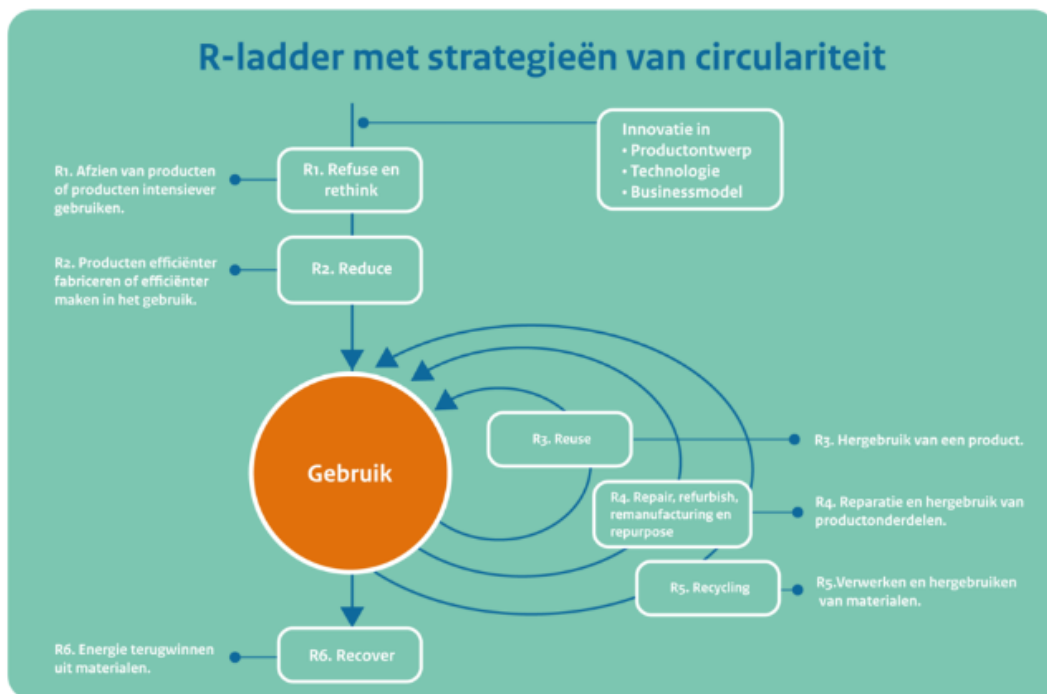 R-ladder met strategieën van circulariteit
Innovatie in
• Productontwerp
• Technologie
• Businessmodel
R1. Afzien van producten
of producten intensiever
gebruiken.
R1. Refuse en
rethink
R2. Producten efficiënter
fabriceren of efficiënter
maken in het gebruik.
R2. Reduce
Gebruik
R3. Reuse
R3. Hergebruik van een product.
R4. Repair, refurbish,
remanufacturing en
repurpose
R4. Reparatie en hergebruik van
productonderdelen.
R5. Recycling
R5.Verwerken en hergebruiken
van materialen.
R6. Energie terugwinnen
uit materialen.
R6. Recover